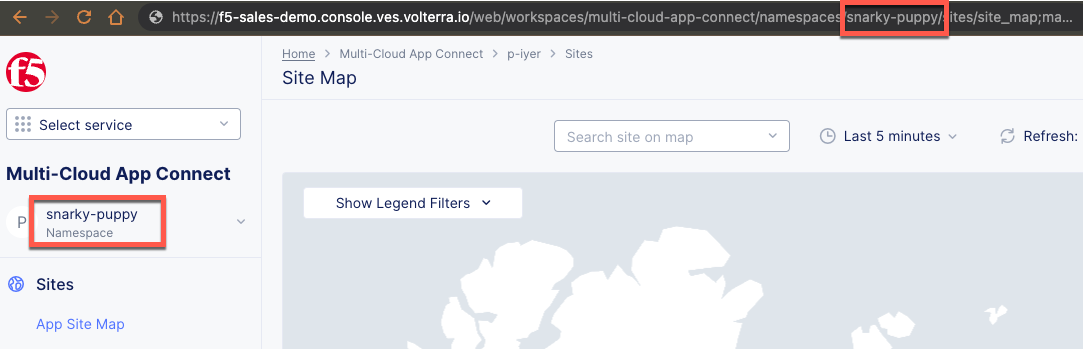 https://f5-sales-demo.console.ves.volterra.io/web/workspaces/multi-cloud-app-connect/namespaces/snarky-puppy/sites/site_map;ma...
f5
Home > Multi-Cloud App Connect > p-iyer > Sites
Site Map
Select service
Search site on map
Last 5 minutes
Refresh:
Multi-Cloud App Connect
P
snarky-puppy
Namespace
Show Legend Filters
Sites
App Site Map